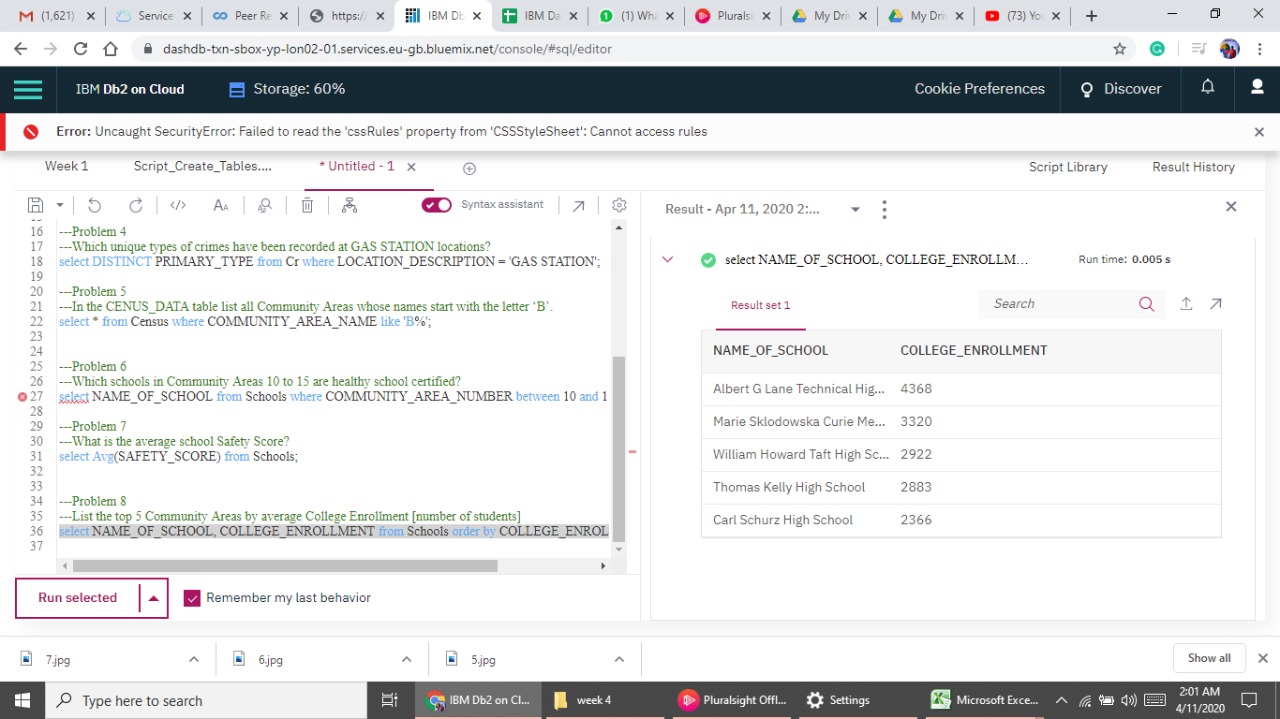 (1,621) Service Peer Re https:/ IBM Db IBM Da (1) Wha Pluralsi My Driv My Driv (73) Yo
dashdb-txn-sbox-yp-lon02-01.services.eu-gb.bluemix.net/console/#sql/editor
IBM Db2 on Cloud Storage: 60% Cookie Preferences Discover
Error: Uncaught SecurityError: Failed to read the 'cssRules' property from 'CSSStyleSheet': Cannot access rules
Week 1 Script_Create_Tables.... * Untitled - 1 Script Library Result History
Syntax assistant
16 ---Problem 4
17 ---Which unique types of crimes have been recorded at GAS STATION locations?
18 select DISTINCT PRIMARY_TYPE from Cr where LOCATION_DESCRIPTION = 'GAS STATION';
19
20 ---Problem 5
21 ---In the CENUS_DATA table list all Community Areas whose names start with the letter ‘B’.
22 select * from Census where COMMUNITY_AREA_NAME like 'B%';
23
24
25 ---Problem 6
26 ---Which schools in Community Areas 10 to 15 are healthy school certified?
27 select NAME_OF_SCHOOL from Schools where COMMUNITY_AREA_NUMBER between 10 and 1
28
29 ---Problem 7
30 ---What is the average school Safety Score?
31 select Avg(SAFETY_SCORE) from Schools;
32
33
34 ---Problem 8
35 ---List the top 5 Community Areas by average College Enrollment [number of students]
36 select NAME_OF_SCHOOL, COLLEGE_ENROLLMENT from Schools order by COLLEGE_ENROL
37
Run selected Remember my last behavior
Result - Apr 11, 2020 2:...
select NAME_OF_SCHOOL, COLLEGE_ENROLLM... Run time: 0.005 s
Result set 1 Search
NAME_OF_SCHOOL COLLEGE_ENROLLMENT
Albert G Lane Technical Hig... 4368
Marie Sklodowska Curie Me... 3320
William Howard Taft High Sc... 2922
Thomas Kelly High School 2883
Carl Schurz High School 2366
7.jpg 6.jpg 5.jpg Show all
Type here to search IBM Db2 on Cl... week 4 Pluralsight Offl... Settings Microsoft Exce... 2:01 AM
4/11/2020